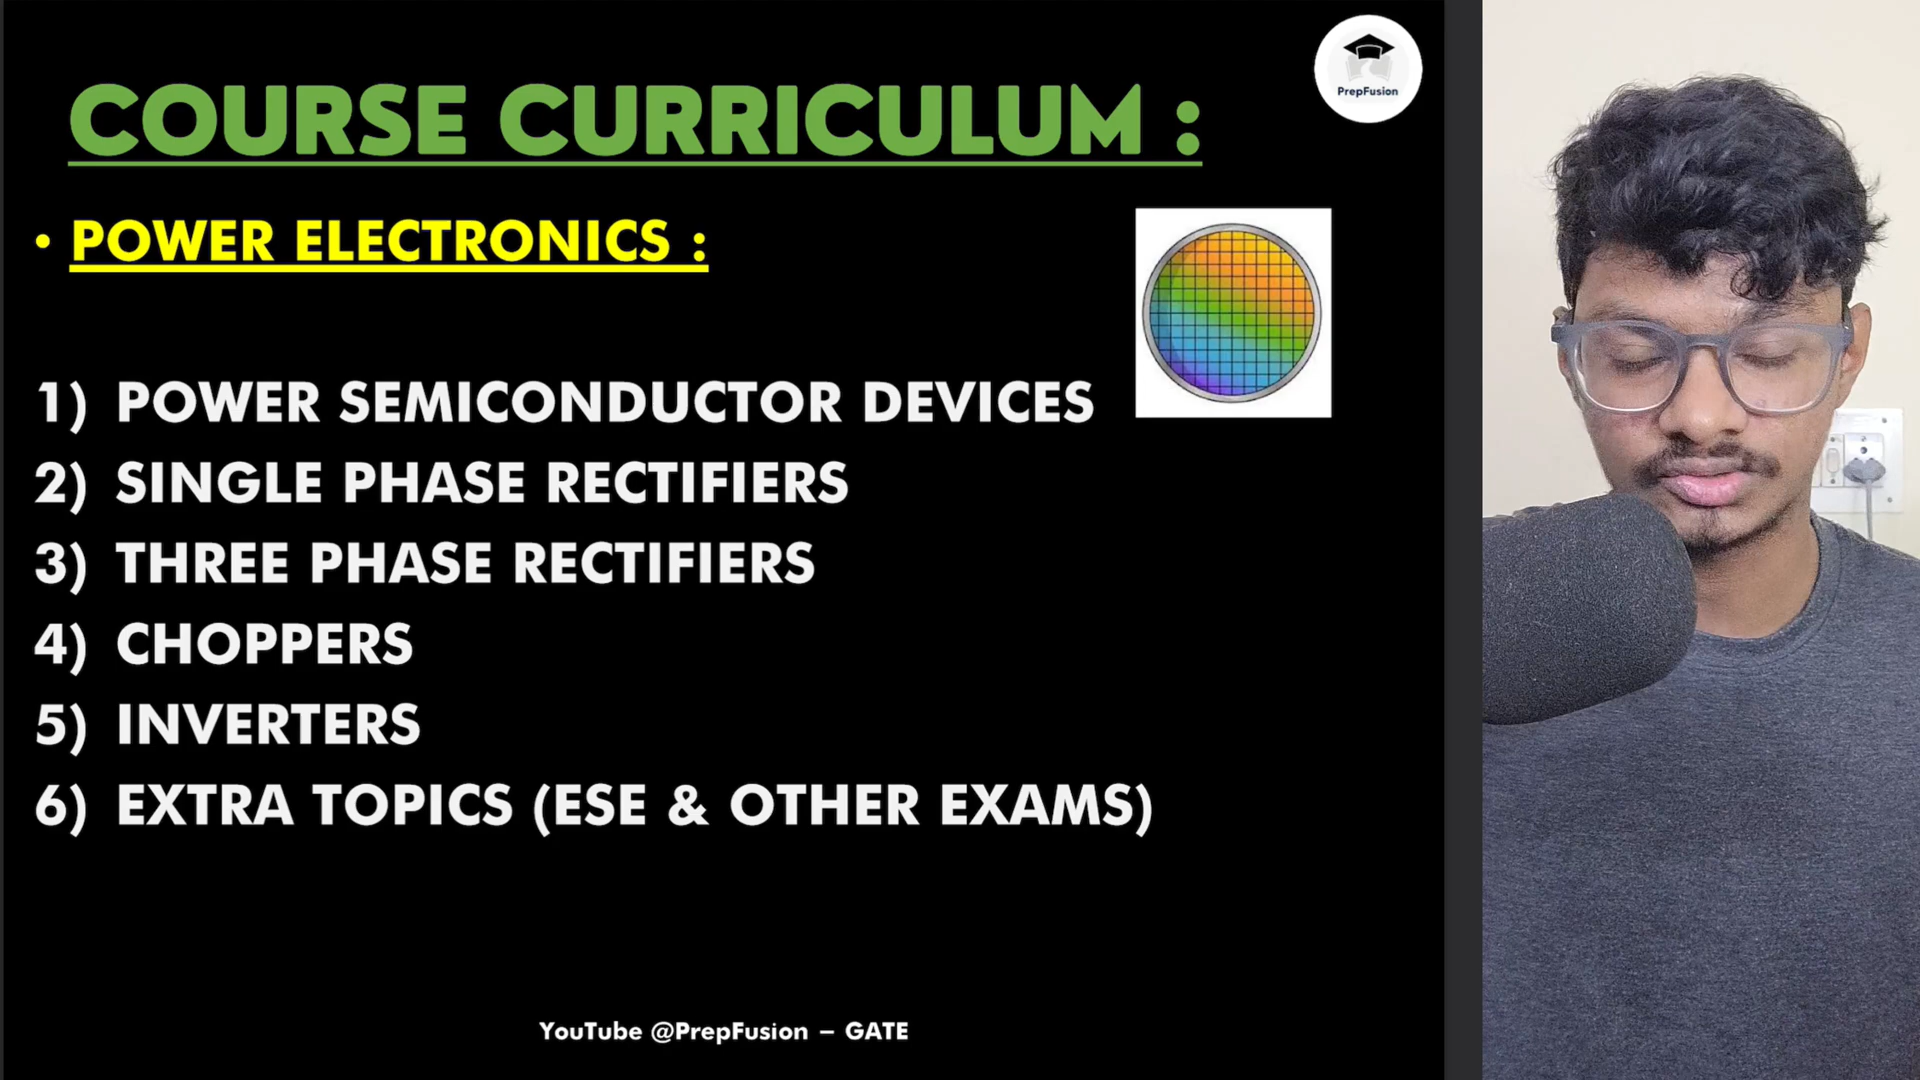 PrepFusion
COURSE CURRICULUM :
• POWER ELECTRONICS :
1) POWER SEMICONDUCTOR DEVICES
2) SINGLE PHASE RECTIFIERS
3) THREE PHASE RECTIFIERS
4) CHOPPERS
5) INVERTERS
6) EXTRA TOPICS (ESE & OTHER EXAMS)
YouTube @PrepFusion – GATE